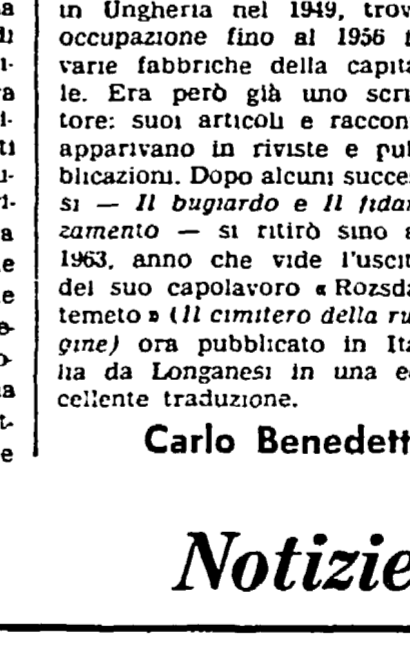 in Ungheria nel 1949, trov
occupazione fino al 1956
varie fabbriche della capita
le. Era però già uno scri
tore: suoi articoli e raccon
apparivano in riviste e pub
blicazioni. Dopo alcuni succe
si — Il bugiardo e Il fidan
zamento — si ritirò sino a
1963, anno che vide l'uscit
del suo capolavoro « Rozsda
temeto » (Il cimitero della ru
gine) ora pubblicato in Ita
lia da Longanesi in una ec
cellente traduzione.
Carlo Benedett
Notizie